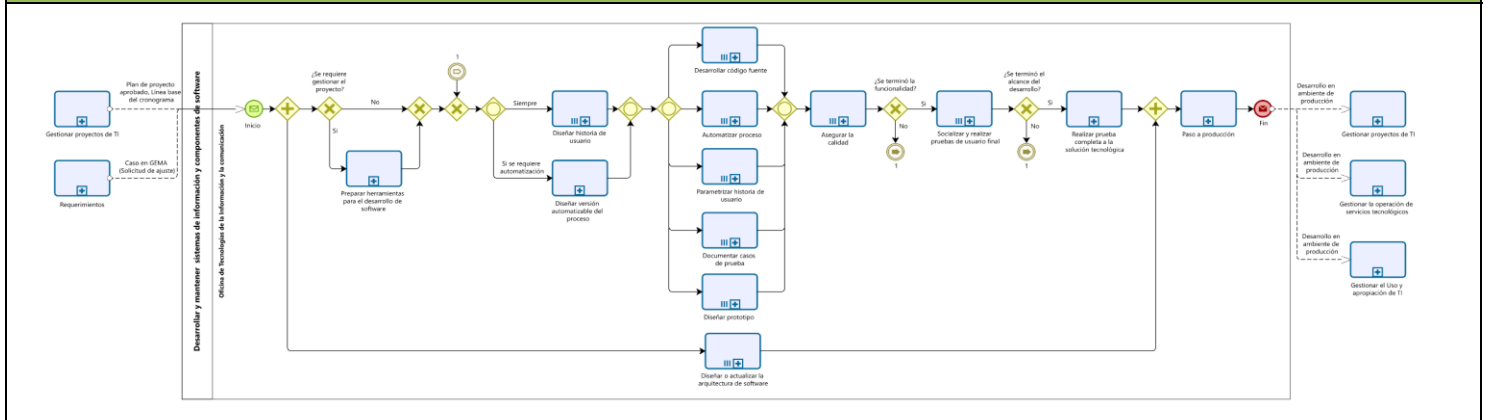 Plan de proyecto
aprobado, Línea base
del cronograma
Gestionar proyectos de TI
Caso en GEMA
(Solicitud de ajuste)
Requerimientos
Desarrollar y mantener sistemas de información y componentes de software
Oficina de Tecnologías de la Información y la comunicación
Inicio
¿Se requiere
gestionar el
proyecto?
No
Si
Preparar herramientas
para el desarrollo de
software
1
Siempre
Diseñar historia de
usuario
Si se requiere
automatización
Diseñar versión
automatizable del
proceso
Desarrollar código fuente
Automatizar proceso
Parametrizar historia de
usuario
Documentar casos
de prueba
Diseñar prototipo
Diseñar o actualizar la
arquitectura de software
Asegurar la
calidad
¿Se terminó la
funcionalidad?
Si
No
1
Socializar y realizar
pruebas de usuario final
¿Se terminó el
alcance del
desarrollo?
Si
No
1
Realizar prueba
completa a la
solución tecnológica
Paso a producción
Fin
Desarrollo en
ambiente de
producción
Gestionar proyectos de TI
Desarrollo en
ambiente de
producción
Gestionar la operación de
servicios tecnológicos
Desarrollo en
ambiente de
producción
Gestionar el Uso y
apropiación de TI